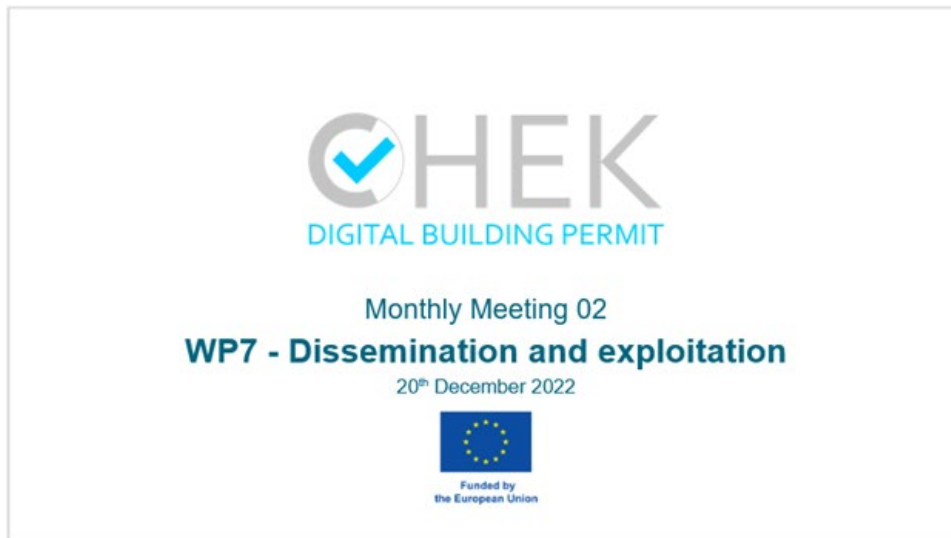 CHEK
DIGITAL BUILDING PERMIT
Monthly Meeting 02
WP7 - Dissemination and exploitation
20th December 2022
Funded by
the European Union